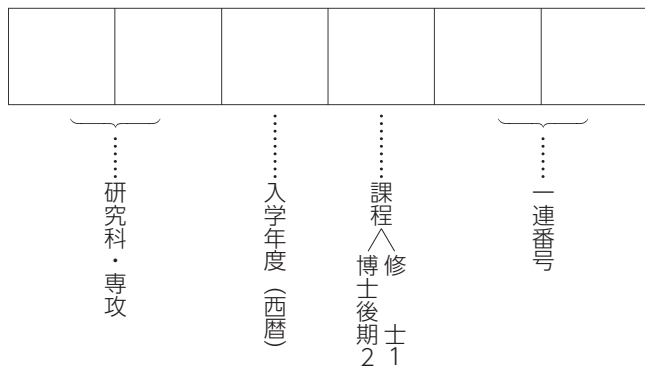 研究科・専攻
入学年度（西暦）
課程
修　　士1
博士後期2
一連番号